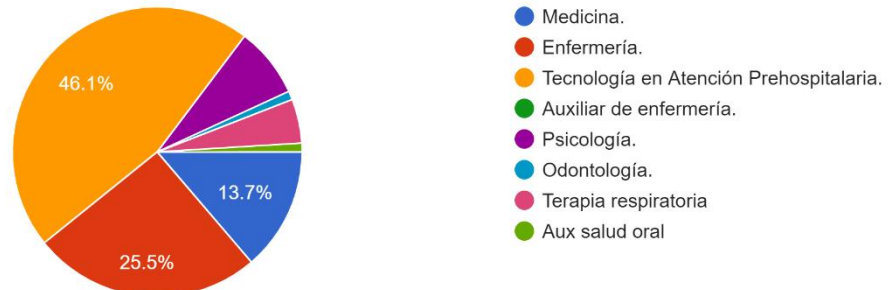 46.1%
13.7%
25.5%
Medicina.
Enfermería.
Tecnología en Atención Prehospitalaria.
Auxiliar de enfermería.
Psicología.
Odontología.
Terapia respiratoria
Aux salud oral